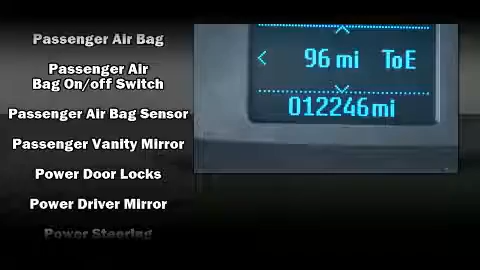 Passenger Air Bag
Passenger Air
Bag On/off Switch
Passenger Air Bag Sensor
Passenger Vanity Mirror
Power Door Locks
Power Driver Mirror
Power Steering
96 mi ToE
012246mi